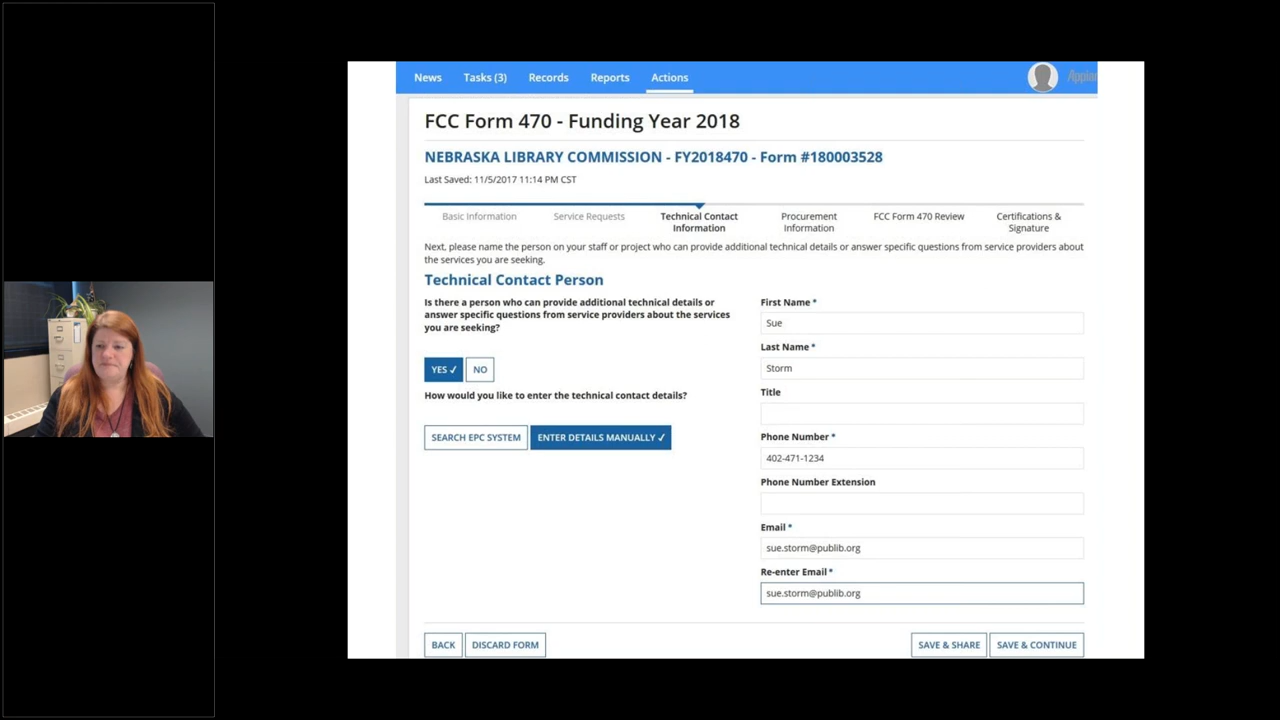 News Tasks (3) Records Reports Actions
Appian
FCC Form 470 - Funding Year 2018
NEBRASKA LIBRARY COMMISSION - FY2018470 - Form #180003528
Last Saved: 11/5/2017 11:14 PM CST
Basic Information Service Requests Technical Contact Information Procurement Information FCC Form 470 Review Certifications & Signature
Next, please name the person on your staff or project who can provide additional technical details or answer specific questions from service providers about
the services you are seeking.
Technical Contact Person
Is there a person who can provide additional technical details or
answer specific questions from service providers about the services
you are seeking?
YES ✓ NO
How would you like to enter the technical contact details?
SEARCH EPC SYSTEM ENTER DETAILS MANUALLY ✓
First Name *
Sue
Last Name *
Storm
Title
Phone Number *
402-471-1234
Phone Number Extension
Email *
sue.storm@publib.org
Re-enter Email *
sue.storm@publib.org
BACK DISCARD FORM SAVE & SHARE SAVE & CONTINUE